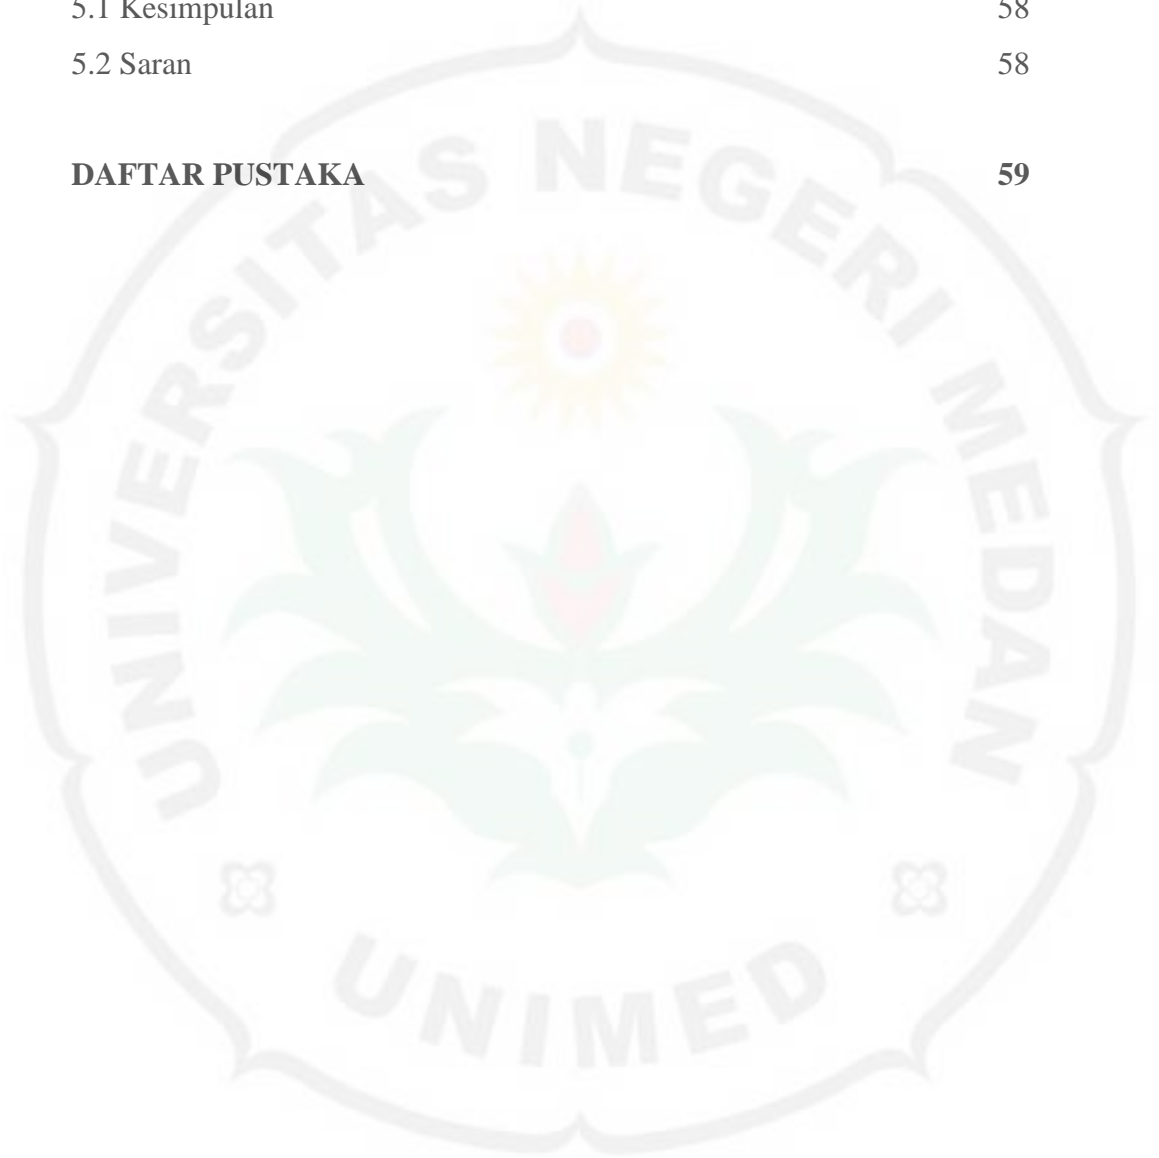 5.1 Kesimpulan 58
5.2 Saran 58
DAFTAR PUSTAKA 59
UNIVERSITAS NEGERI MEDAN
UNIMED